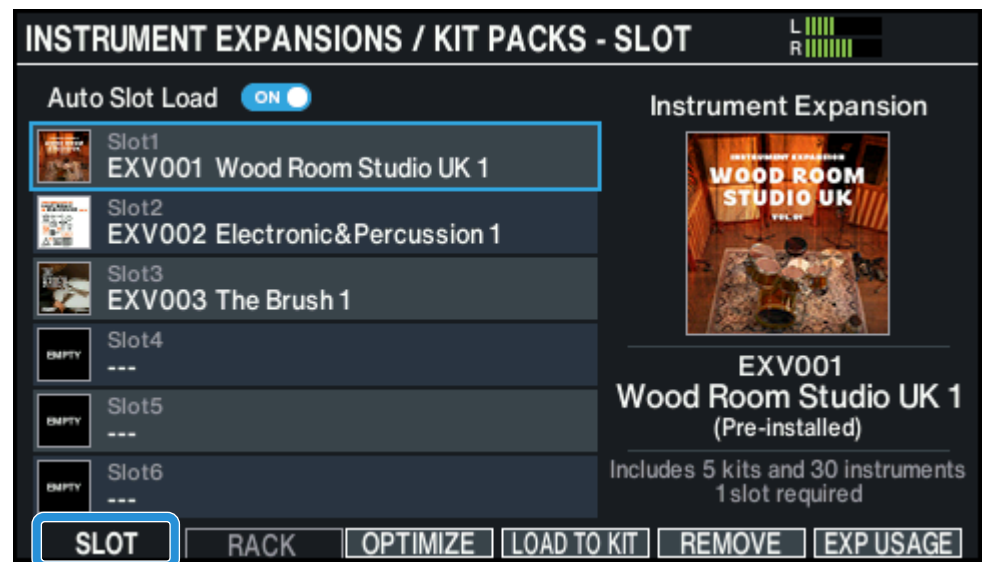 INSTRUMENT EXPANSIONS / KIT PACKS - SLOT
L
R
Auto Slot Load ON
Slot1
EXV001 Wood Room Studio UK 1
Slot2
EXV002 Electronic&Percussion 1
Slot3
EXV003 The Brush 1
EMPTY
Slot4
---
EMPTY
Slot5
---
EMPTY
Slot6
---
Instrument Expansion
INSTRUMENT EXPANSION
WOOD ROOM
STUDIO UK
VOL.01
EXV001
Wood Room Studio UK 1
(Pre-installed)
Includes 5 kits and 30 instruments
1 slot required
SLOT RACK OPTIMIZE LOAD TO KIT REMOVE EXP USAGE